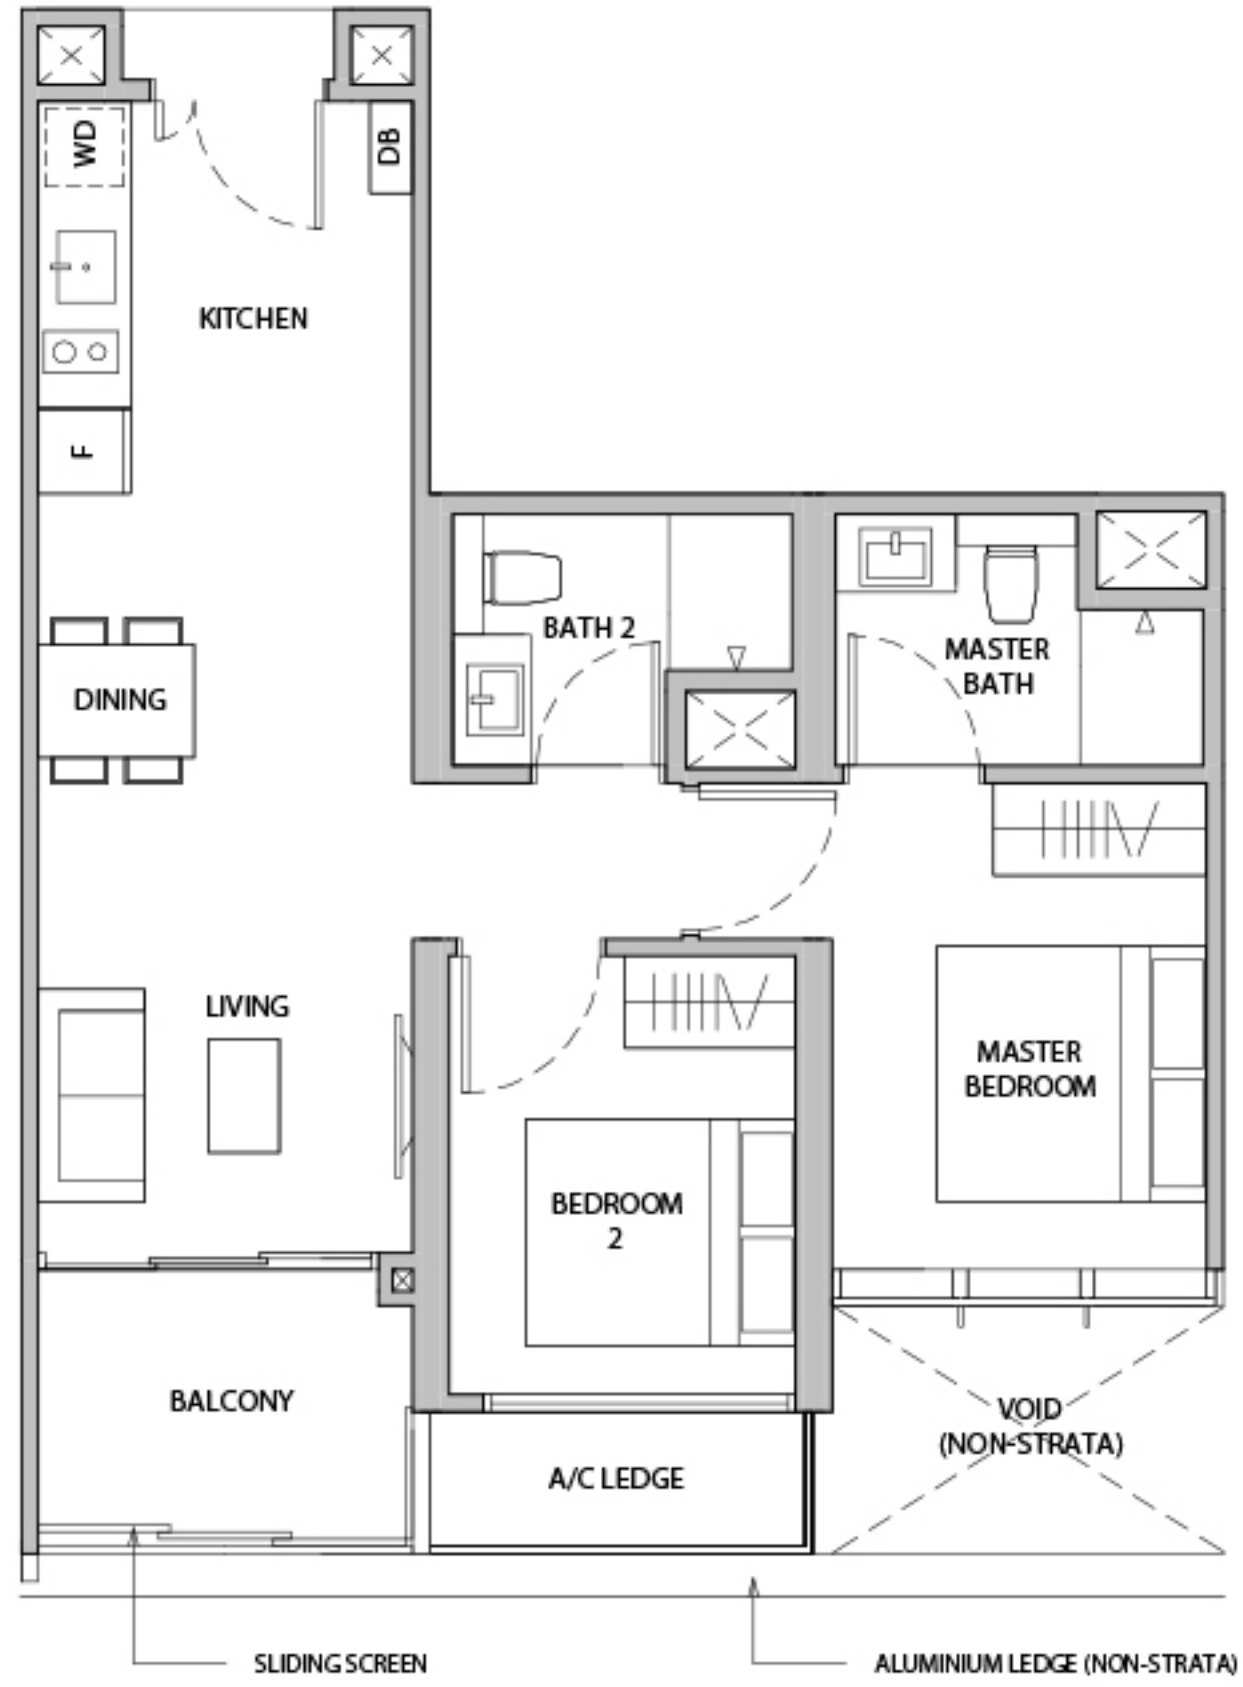 WD
DB
KITCHEN
F
BATH 2
MASTER
BATH
DINING
LIVING
MASTER
BEDROOM
BEDROOM
2
BALCONY
VOID
(NON-STRATA)
A/C LEDGE
SLIDING SCREEN
ALUMINIUM LEDGE (NON-STRATA)